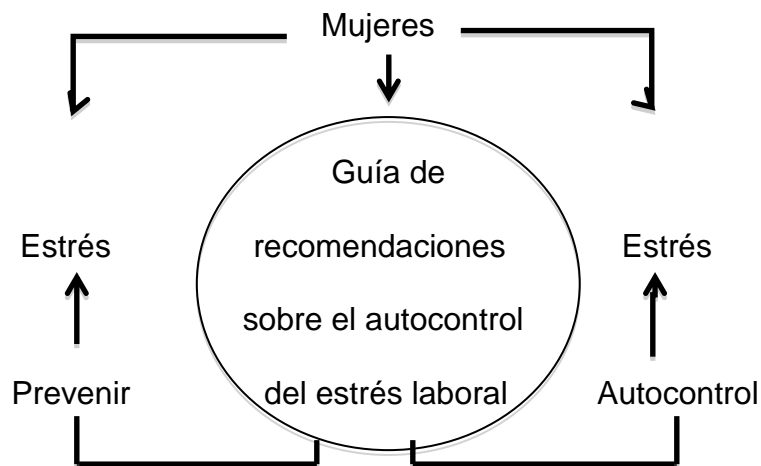 Mujeres
Guía de
Estrés recomendaciones Estrés
sobre el autocontrol
Prevenir del estrés laboral Autocontrol